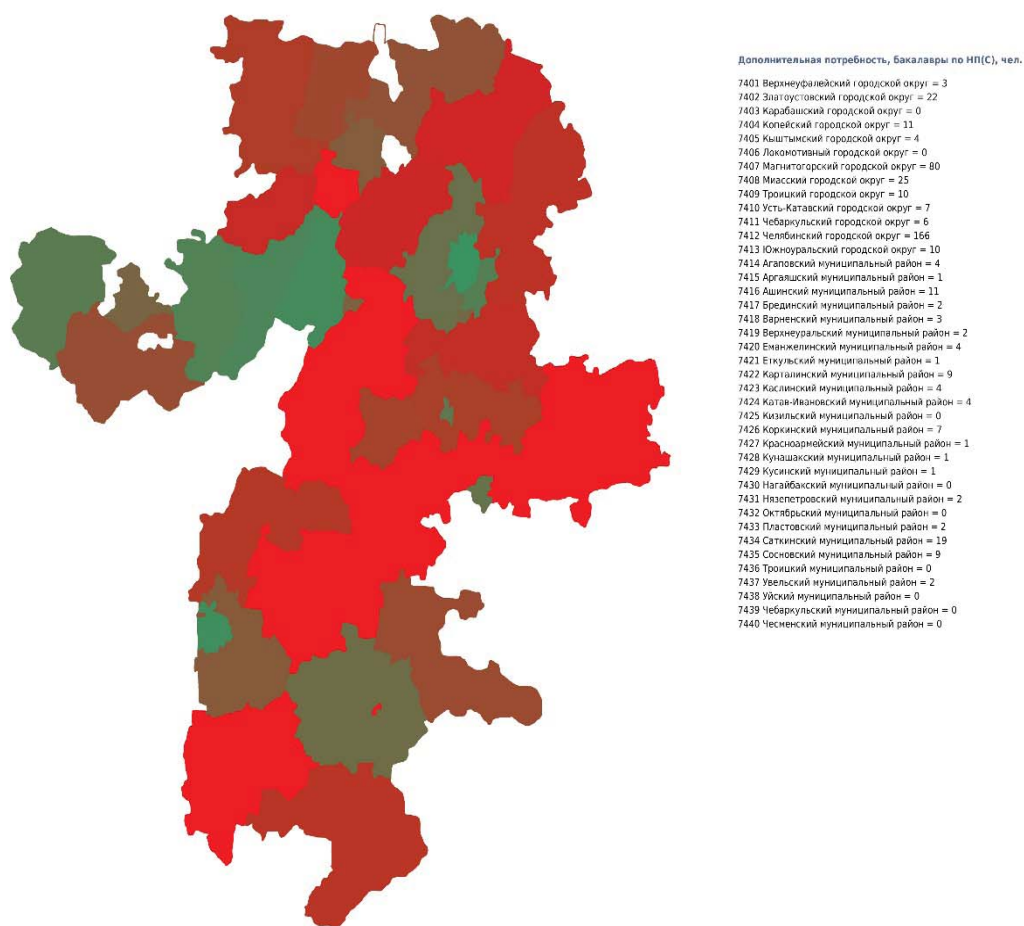 Дополнительная потребность, бакалавры по НП(С), чел.
7401 Верхнеуфалейский городской округ = 3
7402 Златоустовский городской округ = 22
7403 Карабашский городской округ = 0
7404 Копейский городской округ = 11
7405 Кыштымский городской округ = 4
7406 Локомотивный городской округ = 0
7407 Магнитогорский городской округ = 80
7408 Миасский городской округ = 25
7409 Троицкий городской округ = 10
7410 Усть-Катавский городской округ = 7
7411 Чебаркульский городской округ = 6
7412 Челябинский городской округ = 166
7413 Южноуральский городской округ = 10
7414 Агаповский муниципальный район = 4
7415 Аргаяшский муниципальный район = 1
7416 Ашинский муниципальный район = 11
7417 Брединский муниципальный район = 2
7418 Варненский муниципальный район = 3
7419 Верхнеуральский муниципальный район = 2
7420 Еманжелинский муниципальный район = 4
7421 Еткульский муниципальный район = 1
7422 Карталинский муниципальный район = 9
7423 Каслинский муниципальный район = 4
7424 Катав-Ивановский муниципальный район = 4
7425 Кизильский муниципальный район = 0
7426 Коркинский муниципальный район = 7
7427 Красноармейский муниципальный район = 1
7428 Кунашакский муниципальный район = 1
7429 Кусинский муниципальный район = 1
7430 Нагайбакский муниципальный район = 0
7431 Нязепетровский муниципальный район = 2
7432 Октябрьский муниципальный район = 0
7433 Пластовский муниципальный район = 2
7434 Саткинский муниципальный район = 19
7435 Сосновский муниципальный район = 9
7436 Троицкий муниципальный район = 0
7437 Увельский муниципальный район = 2
7438 Уйский муниципальный район = 0
7439 Чебаркульский муниципальный район = 0
7440 Чесменский муниципальный район = 0